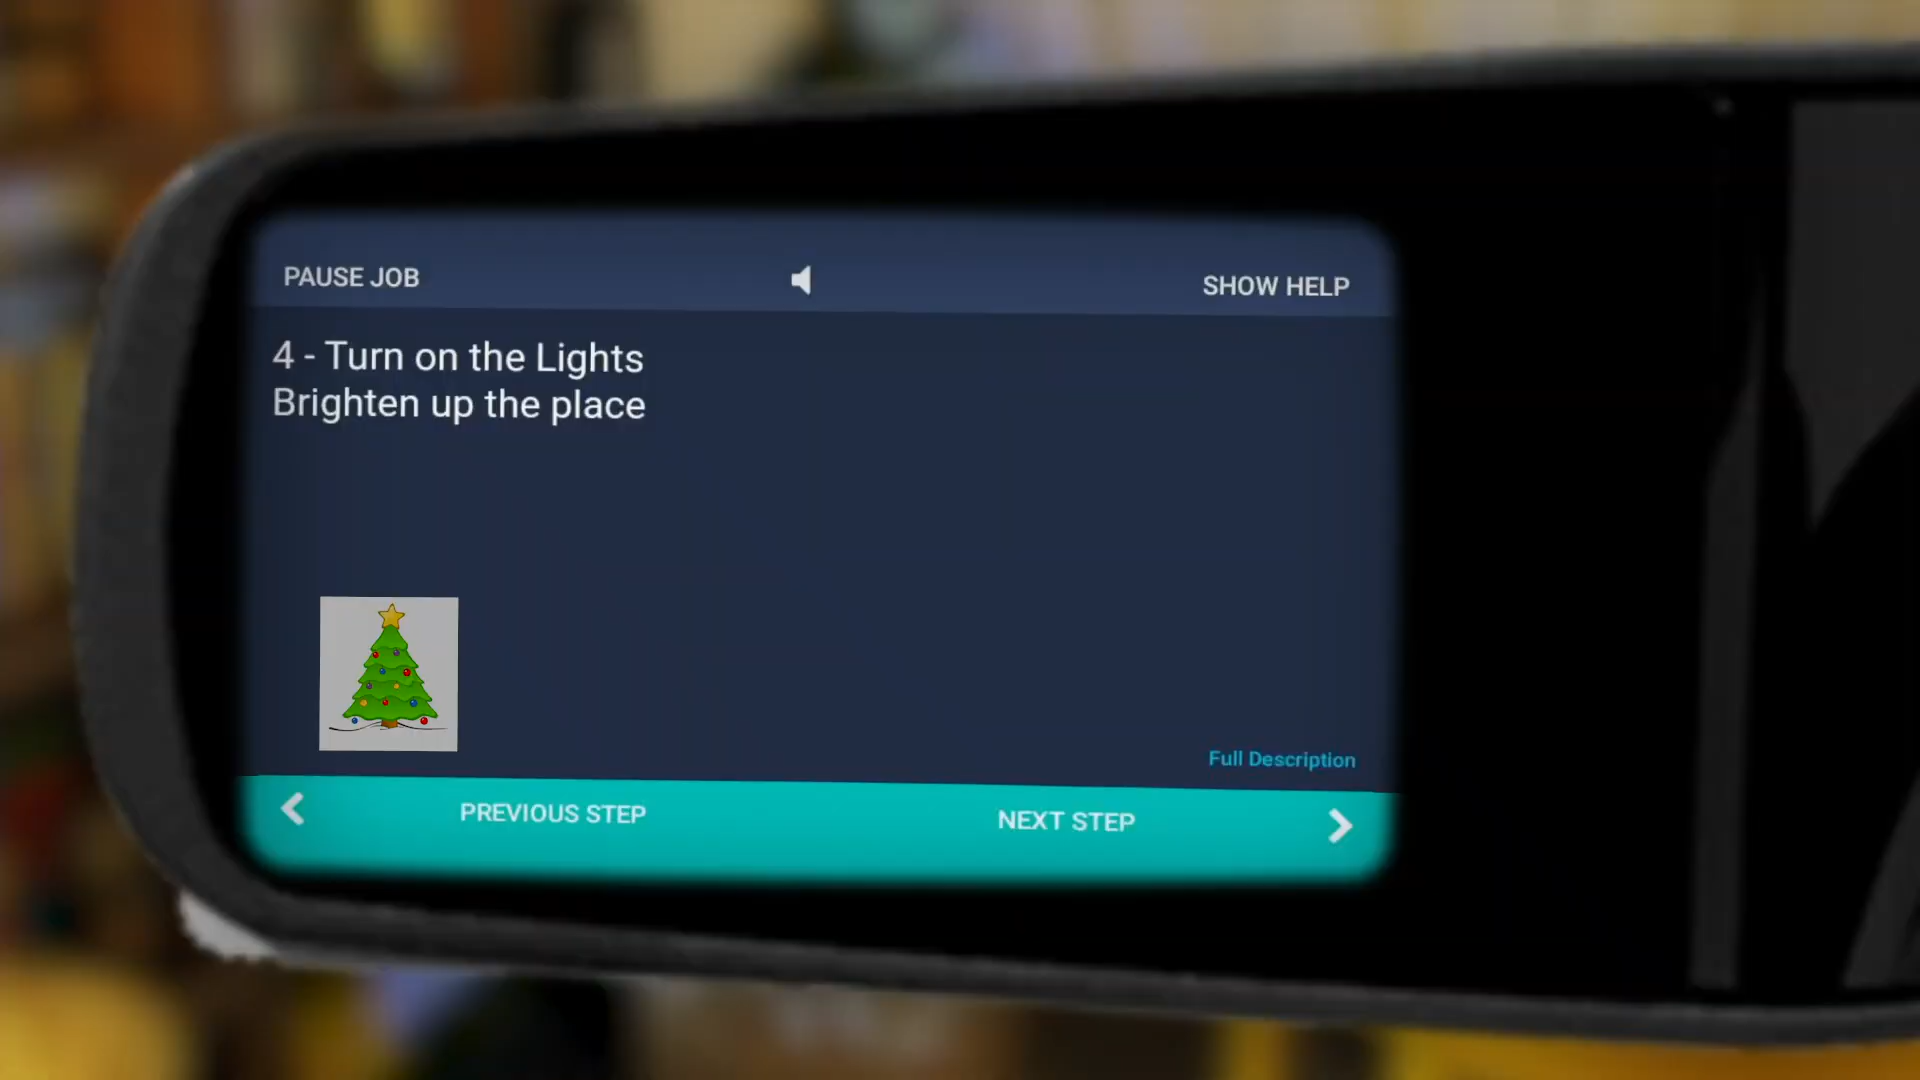 PAUSE JOB
SHOW HELP
4 - Turn on the Lights
Brighten up the place
Full Description
PREVIOUS STEP
NEXT STEP